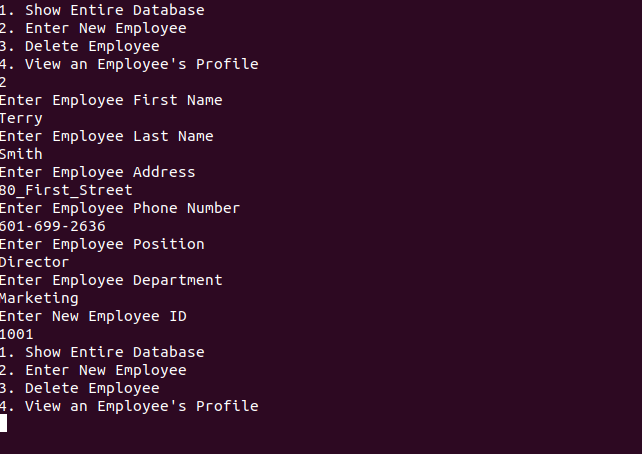 1. Show Entire Database
2. Enter New Employee
3. Delete Employee
4. View an Employee's Profile
2
Enter Employee First Name
Terry
Enter Employee Last Name
Smith
Enter Employee Address
80_First_Street
Enter Employee Phone Number
601-699-2636
Enter Employee Position
Director
Enter Employee Department
Marketing
Enter New Employee ID
1001
1. Show Entire Database
2. Enter New Employee
3. Delete Employee
4. View an Employee's Profile